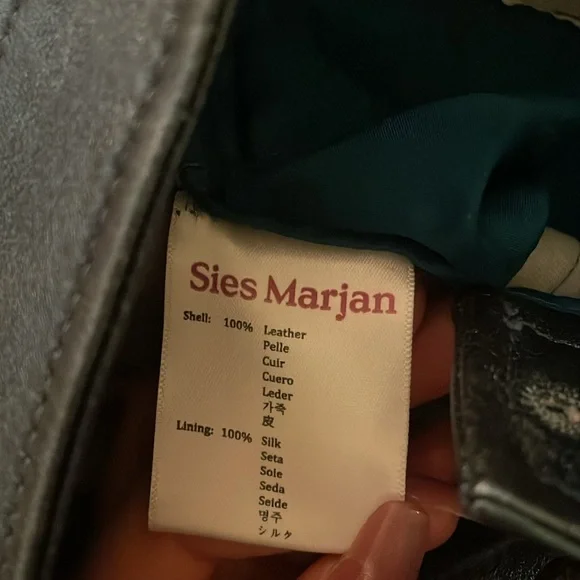 Sies Marjan
Shell: 100% Leather
Pelle
Cuir
Cuero
Leder
가죽
皮
Lining: 100% Silk
Seta
Soie
Seda
Seide
명주
シルク